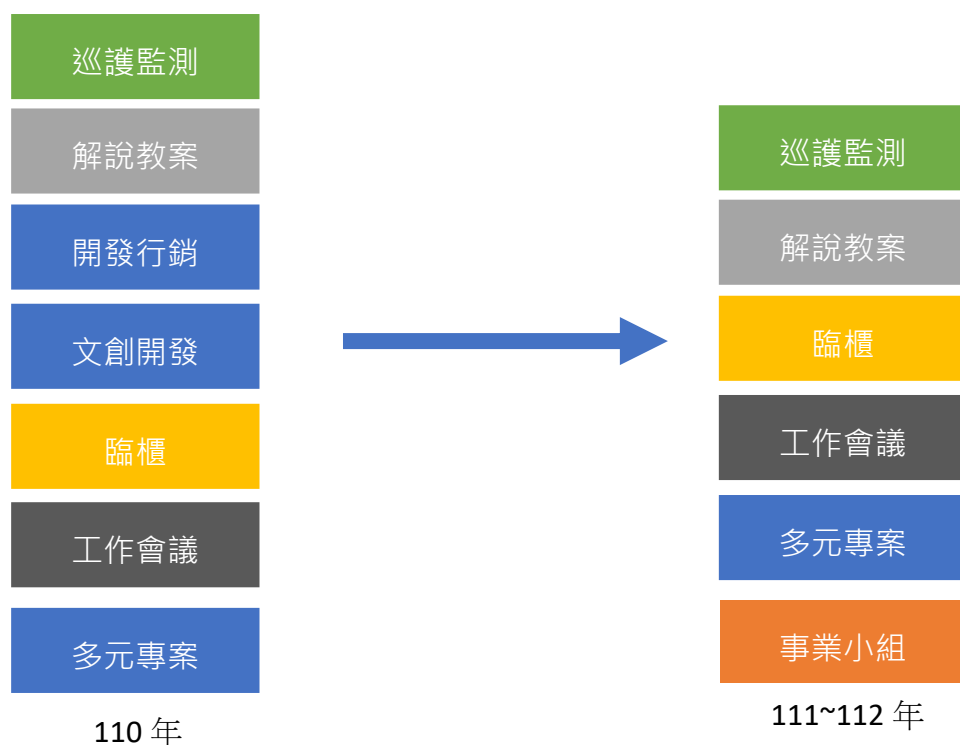 巡護監測
解說教案
開發行銷
文創開發
臨櫃
工作會議
多元專案
110 年
巡護監測
解說教案
臨櫃
工作會議
多元專案
事業小組
111~112 年